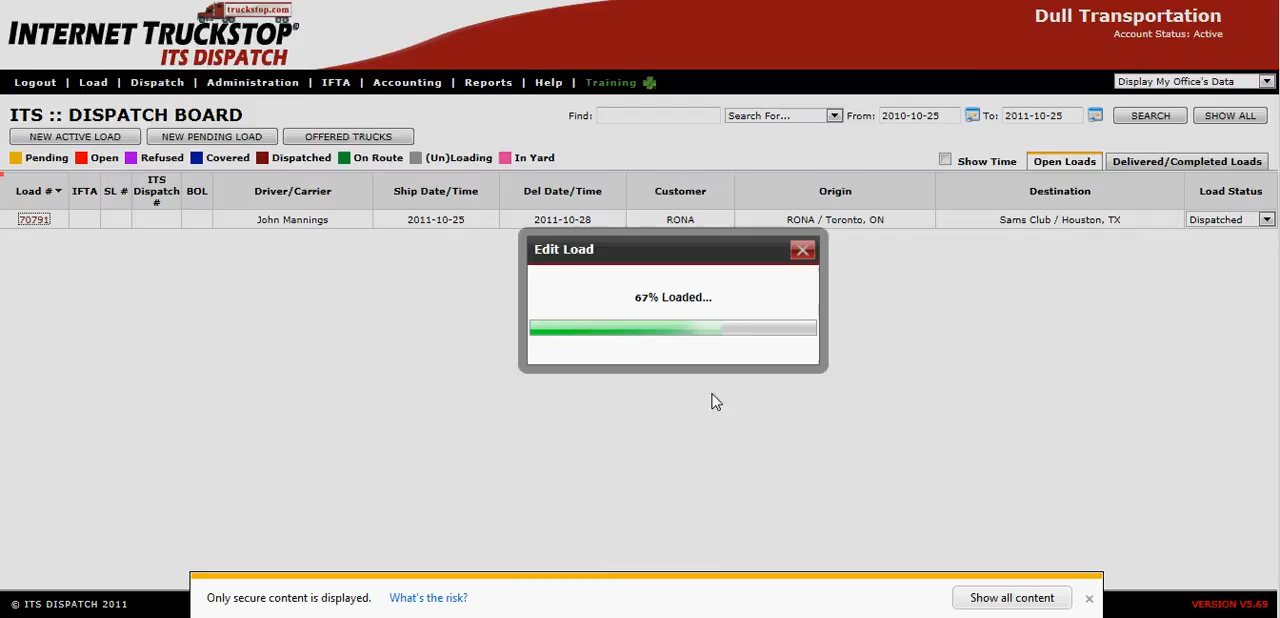 truckstop.com
INTERNET TRUCKSTOP®
ITS DISPATCH
Dull Transportation
Account Status: Active
Logout | Load | Dispatch | Administration | IFTA | Accounting | Reports | Help | Training
Display My Office's Data
ITS :: DISPATCH BOARD
Find: Search For... From: 2010-10-25 To: 2011-10-25 SEARCH SHOW ALL
NEW ACTIVE LOAD NEW PENDING LOAD OFFERED TRUCKS
Pending Open Refused Covered Dispatched On Route (Un)Loading In Yard
Show Time Open Loads Delivered/Completed Loads
Load # IFTA SL # ITS Dispatch # BOL Driver/Carrier Ship Date/Time Del Date/Time Customer Origin Destination Load Status
70791 John Mannings 2011-10-25 2011-10-28 RONA RONA / Toronto, ON Sams Club / Houston, TX Dispatched
Edit Load
67% Loaded...
Only secure content is displayed. What's the risk? Show all content
© ITS DISPATCH 2011
VERSION V5.69